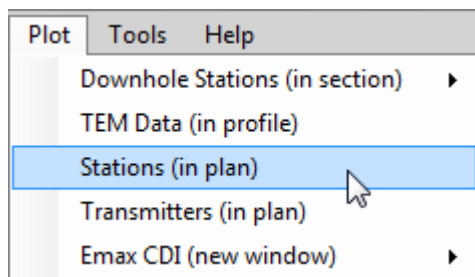 Plot Tools Help
Downhole Stations (in section)
TEM Data (in profile)
Stations (in plan)
Transmitters (in plan)
Emax CDI (new window)